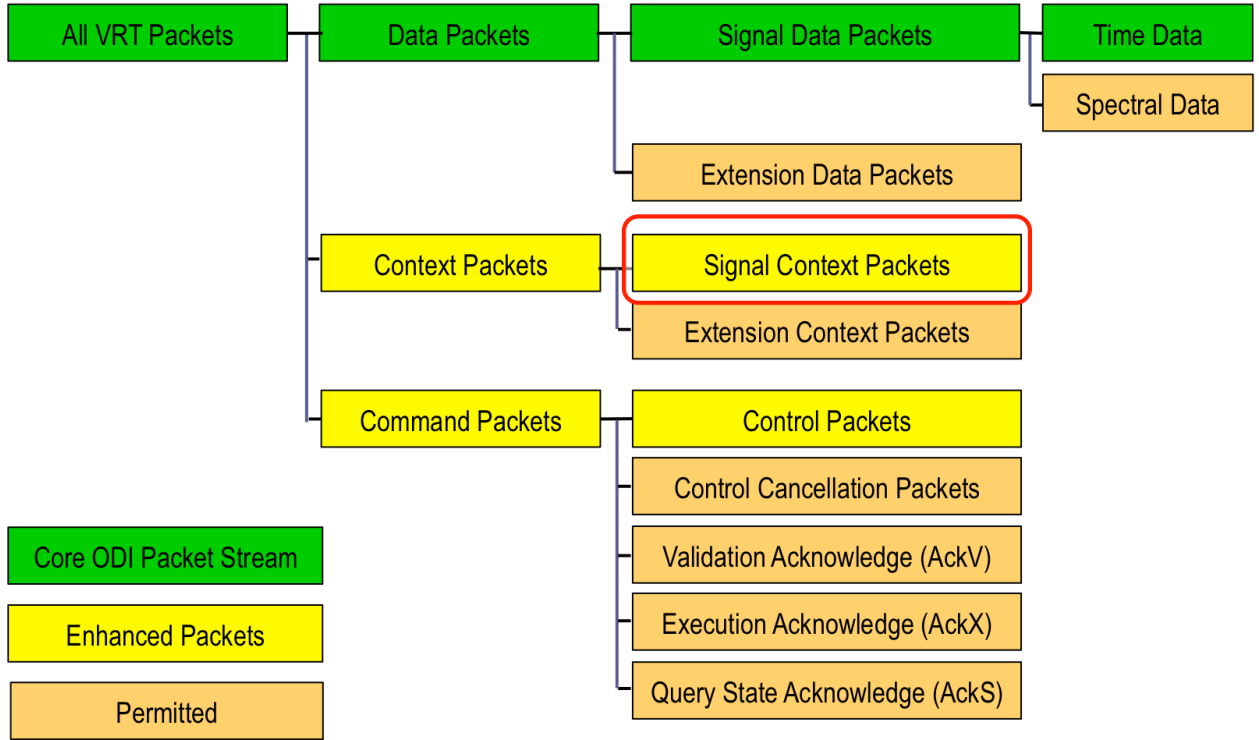 All VRT Packets
Data Packets
Signal Data Packets
Time Data
Spectral Data
Extension Data Packets
Context Packets
Signal Context Packets
Extension Context Packets
Command Packets
Control Packets
Control Cancellation Packets
Validation Acknowledge (AckV)
Execution Acknowledge (AckX)
Query State Acknowledge (AckS)
Core ODI Packet Stream
Enhanced Packets
Permitted